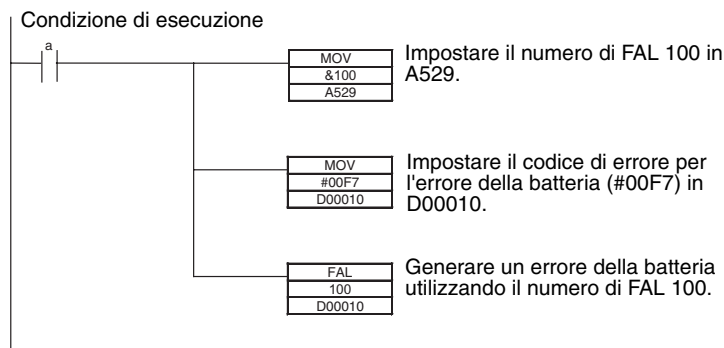 Condizione di esecuzione
a
MOV
&100
A529
Impostare il numero di FAL 100 in
A529.
MOV
#00F7
D00010
Impostare il codice di errore per
l'errore della batteria (#00F7) in
D00010.
FAL
100
D00010
Generare un errore della batteria
utilizzando il numero di FAL 100.